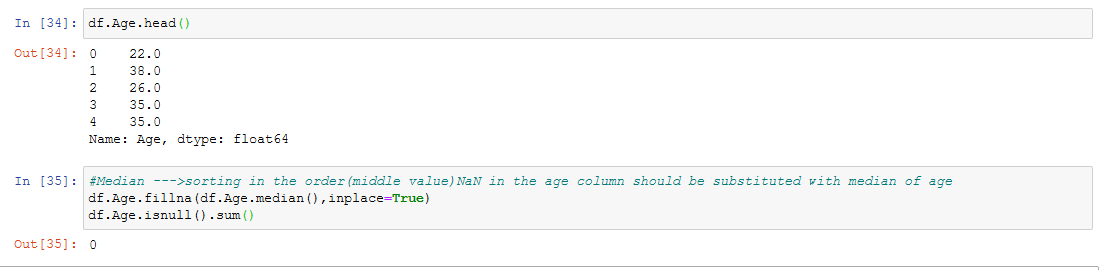 In [34]: df.Age.head()
Out[34]: 0    22.0
1    38.0
2    26.0
3    35.0
4    35.0
Name: Age, dtype: float64
In [35]: #Median --->sorting in the order(middle value)NaN in the age column should be substituted with median of age
df.Age.fillna(df.Age.median(),inplace=True)
df.Age.isnull().sum()
Out[35]: 0